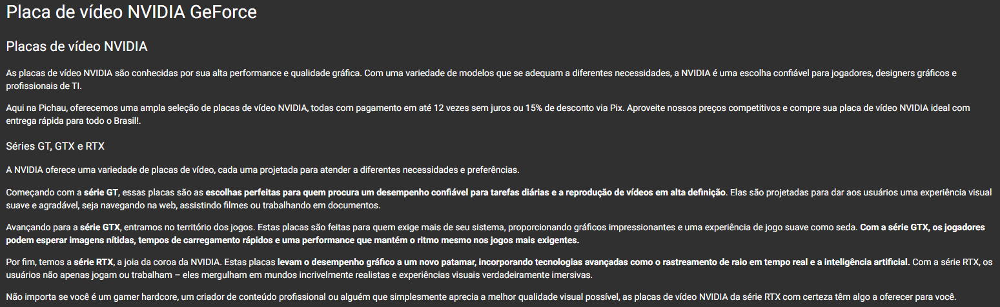 Placa de vídeo NVIDIA GeForce
Placas de vídeo NVIDIA
As placas de vídeo NVIDIA são conhecidas por sua alta performance e qualidade gráfica. Com uma variedade de modelos que se adequam a diferentes necessidades, a NVIDIA é uma escolha confiável para jogadores, designers gráficos e
profissionais de TI.
Aqui na Pichau, oferecemos uma ampla seleção de placas de vídeo NVIDIA, todas com pagamento em até 12 vezes sem juros ou 15% de desconto via Pix. Aproveite nossos preços competitivos e compre sua placa de vídeo NVIDIA ideal com
entrega rápida para todo o Brasil!.
Séries GT, GTX e RTX
A NVIDIA oferece uma variedade de placas de vídeo, cada uma projetada para atender a diferentes necessidades e preferências.
Começando com a série GT, essas placas são as escolhas perfeitas para quem procura um desempenho confiável para tarefas diárias e a reprodução de vídeos em alta definição. Elas são projetadas para dar aos usuários uma experiência visual
suave e agradável, seja navegando na web, assistindo filmes ou trabalhando em documentos.
Avançando para a série GTX, entramos no território dos jogos. Estas placas são feitas para quem exige mais de seu sistema, proporcionando gráficos impressionantes e uma experiência de jogo suave como seda. Com a série GTX, os jogadores
podem esperar imagens nítidas, tempos de carregamento rápidos e uma performance que mantém o ritmo mesmo nos jogos mais exigentes.
Por fim, temos a série RTX, a joia da coroa da NVIDIA. Estas placas levam o desempenho gráfico a um novo patamar, incorporando tecnologias avançadas como o rastreamento de raio em tempo real e a inteligência artificial. Com a série RTX, os
usuários não apenas jogam ou trabalham – eles mergulham em mundos incrivelmente realistas e experiências visuais verdadeiramente imersivas.
Não importa se você é um gamer hardcore, um criador de conteúdo profissional ou alguém que simplesmente aprecia a melhor qualidade visual possível, as placas de vídeo NVIDIA da série RTX com certeza têm algo a oferecer para você.